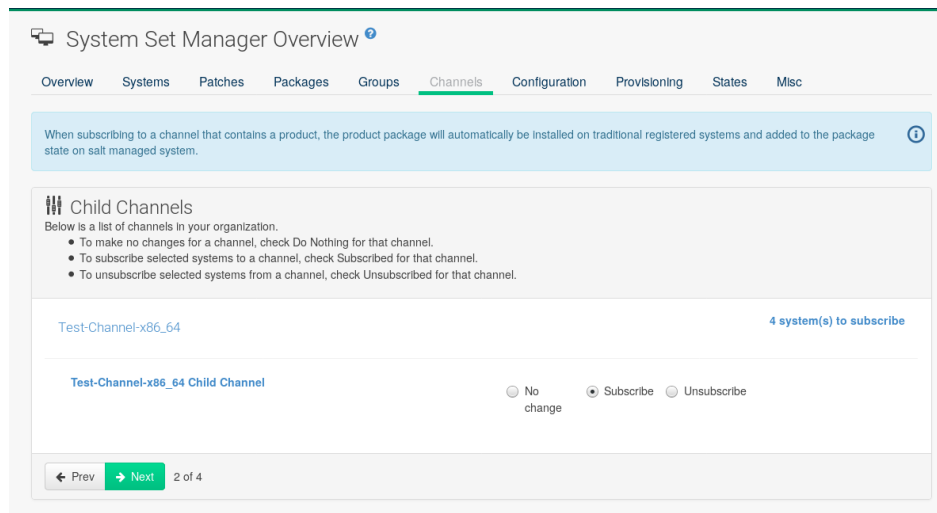 System Set Manager Overview ?
Overview Systems Patches Packages Groups Channels Configuration Provisioning States Misc
When subscribing to a channel that contains a product, the product package will automatically be installed on traditional registered systems and added to the package
state on salt managed system.
Child Channels
Below is a list of channels in your organization.
• To make no changes for a channel, check Do Nothing for that channel.
• To subscribe selected systems to a channel, check Subscribed for that channel.
• To unsubscribe selected systems from a channel, check Unsubscribed for that channel.
Test-Channel-x86_64
4 system(s) to subscribe
Test-Channel-x86_64 Child Channel
No
change
Subscribe
Unsubscribe
Prev
Next
2 of 4